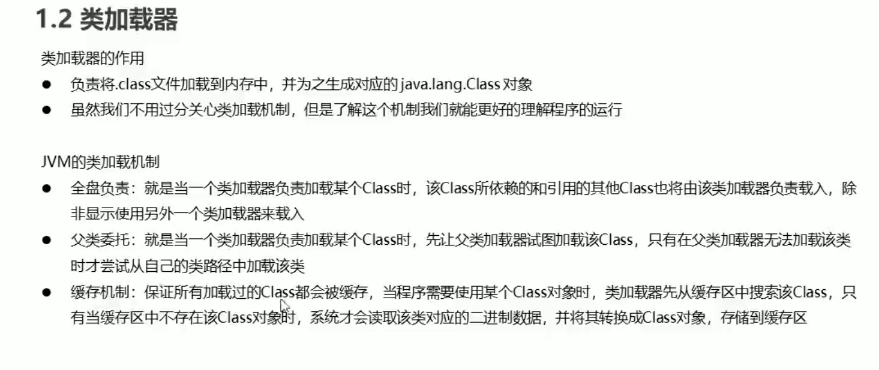 1.2 类加载器
类加载器的作用
● 负责将.class文件加载到内存中，并为之生成对应的 java.lang.Class 对象
● 虽然我们不用过分关心类加载机制，但是了解这个机制我们就能更好的理解程序的运行
JVM的类加载机制
● 全盘负责：就是当一个类加载器负责加载某个Class时，该Class所依赖的和引用的其他Class也将由该类加载器负责载入，除
非显示使用另外一个类加载器来载入
● 父类委托：就是当一个类加载器负责加载某个Class时，先让父类加载器试图加载该Class，只有在父类加载器无法加载该类
时才尝试从自己的类路径中加载该类
● 缓存机制：保证所有加载过的Class都会被缓存，当程序需要使用某个Class对象时，类加载器先从缓存区中搜索该Class，只
有当缓存区中不存在该Class对象时，系统才会读取该类对应的二进制数据，并将其转换成Class对象，存储到缓存区